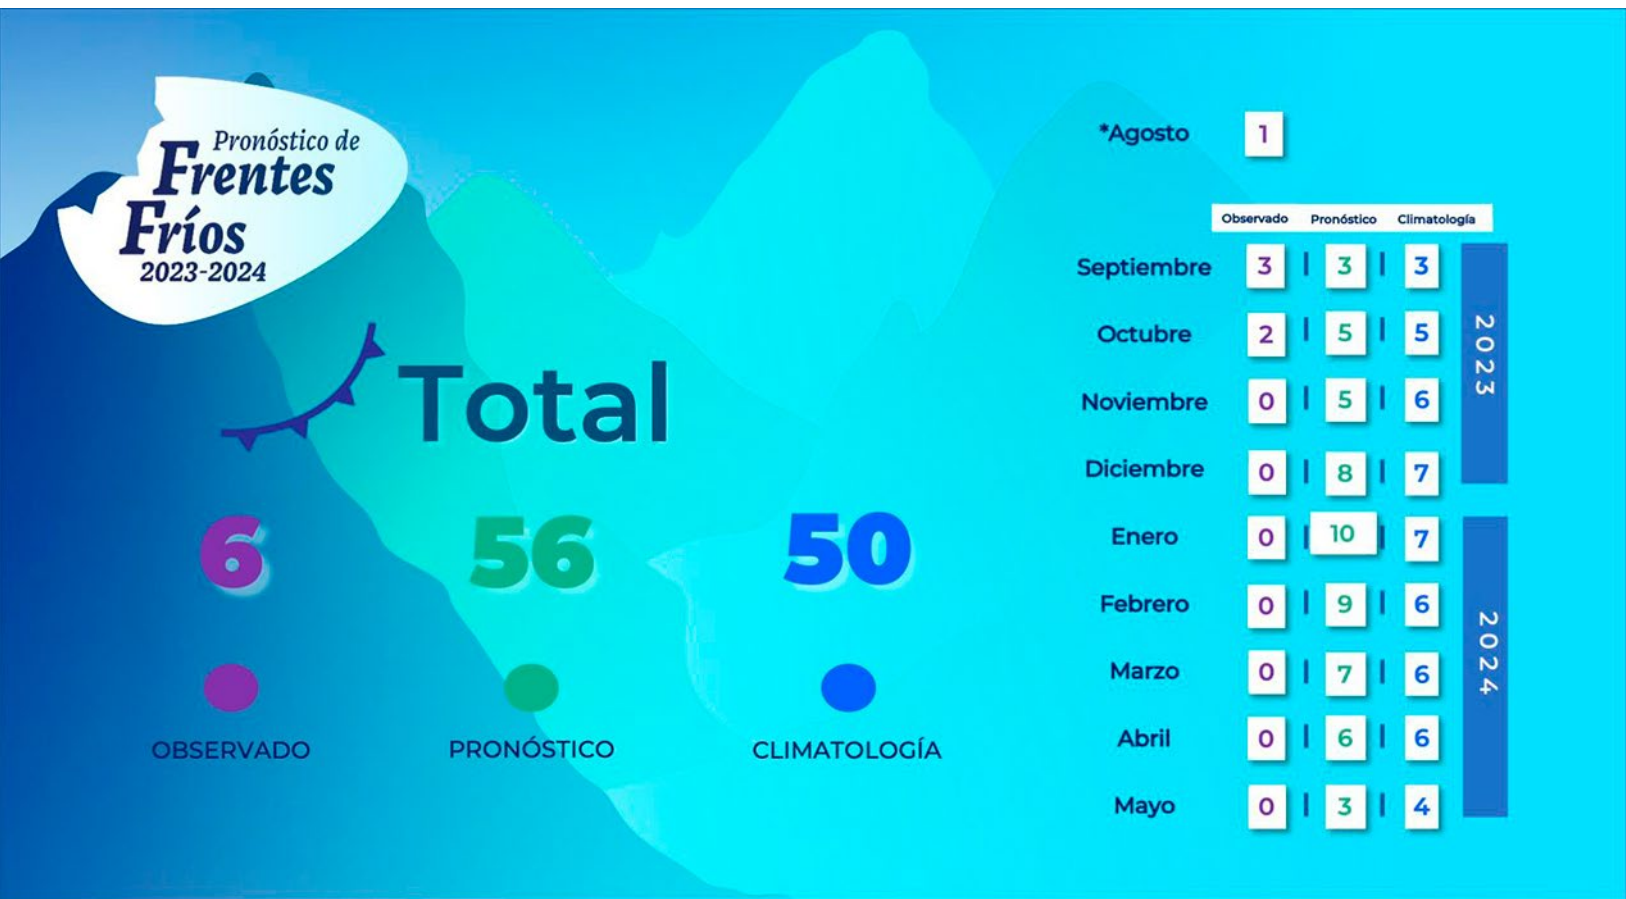 Pronóstico de
Frentes
Fríos
2023-2024
Total
6 56 50
OBSERVADO PRONÓSTICO CLIMATOLOGÍA
*Agosto 1
Observado Pronóstico Climatología
Septiembre 3 | 3 | 3
Octubre 2 | 5 | 5
Noviembre 0 | 5 | 6
Diciembre 0 | 8 | 7
2023
Enero 0 | 10 | 7
Febrero 0 | 9 | 6
Marzo 0 | 7 | 6
Abril 0 | 6 | 6
Mayo 0 | 3 | 4
2024